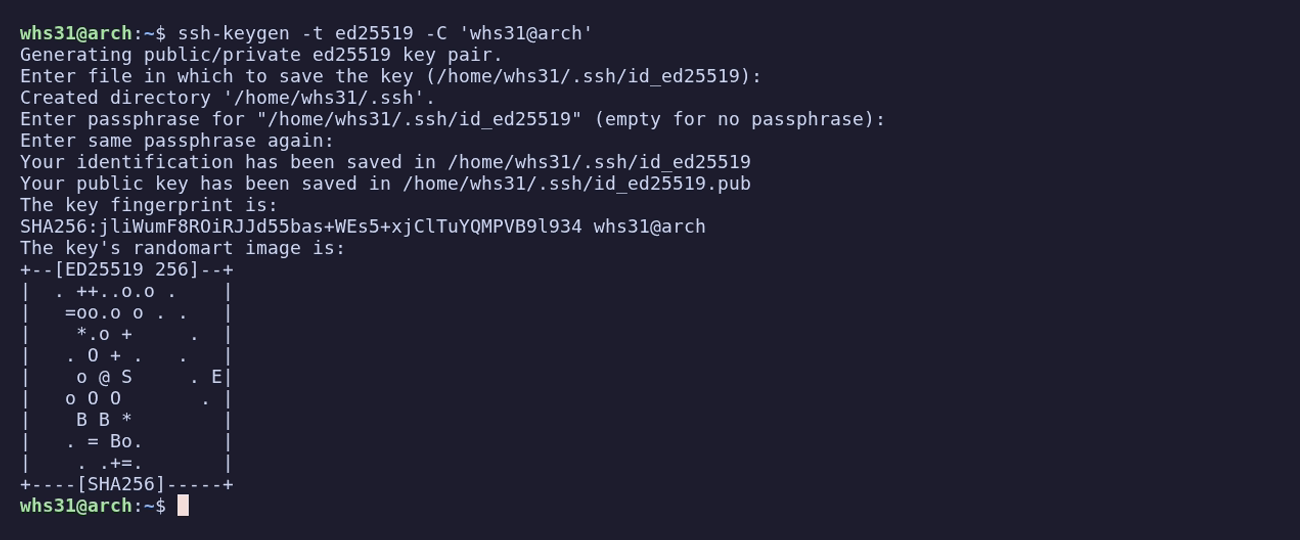 whs31@arch:~$ ssh-keygen -t ed25519 -C 'whs31@arch'
Generating public/private ed25519 key pair.
Enter file in which to save the key (/home/whs31/.ssh/id_ed25519):
Created directory '/home/whs31/.ssh'.
Enter passphrase for "/home/whs31/.ssh/id_ed25519" (empty for no passphrase):
Enter same passphrase again:
Your identification has been saved in /home/whs31/.ssh/id_ed25519
Your public key has been saved in /home/whs31/.ssh/id_ed25519.pub
The key fingerprint is:
SHA256:jliWumF8ROiRJJd55bas+WEs5+xjClTuYQMPVB9l934 whs31@arch
The key's randomart image is:
+--[ED25519 256]--+
|  . ++..o.o .    |
|   =oo.o o . .   |
|    *.o +     .  |
|   . O + .   .   |
|    o @ S     . E|
|   o O O       . |
|    B B *        |
|   . = Bo.       |
|    . .+=.       |
+----[SHA256]-----+
whs31@arch:~$